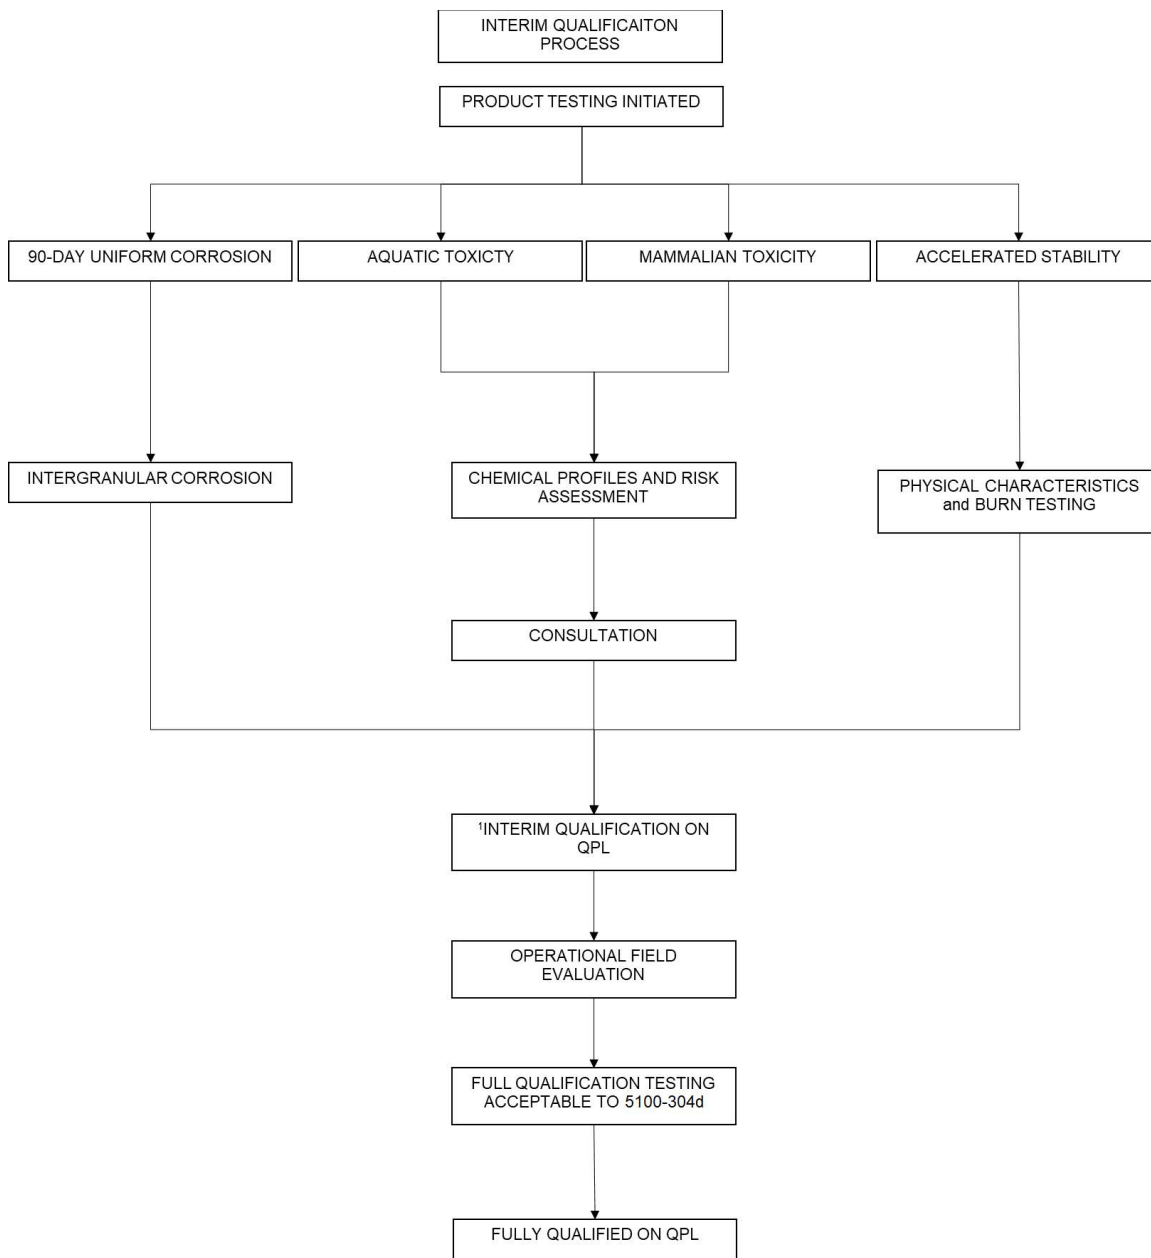 INTERIM QUALIFICAITON
PROCESS
PRODUCT TESTING INITIATED
90-DAY UNIFORM CORROSION
AQUATIC TOXICTY
MAMMALIAN TOXICITY
ACCELERATED STABILITY
INTERGRANULAR CORROSION
CHEMICAL PROFILES AND RISK
ASSESSMENT
PHYSICAL CHARACTERISTICS
and BURN TESTING
CONSULTATION
¹INTERIM QUALIFICATION ON
QPL
OPERATIONAL FIELD
EVALUATION
FULL QUALIFICATION TESTING
ACCEPTABLE TO 5100-304d
FULLY QUALIFIED ON QPL